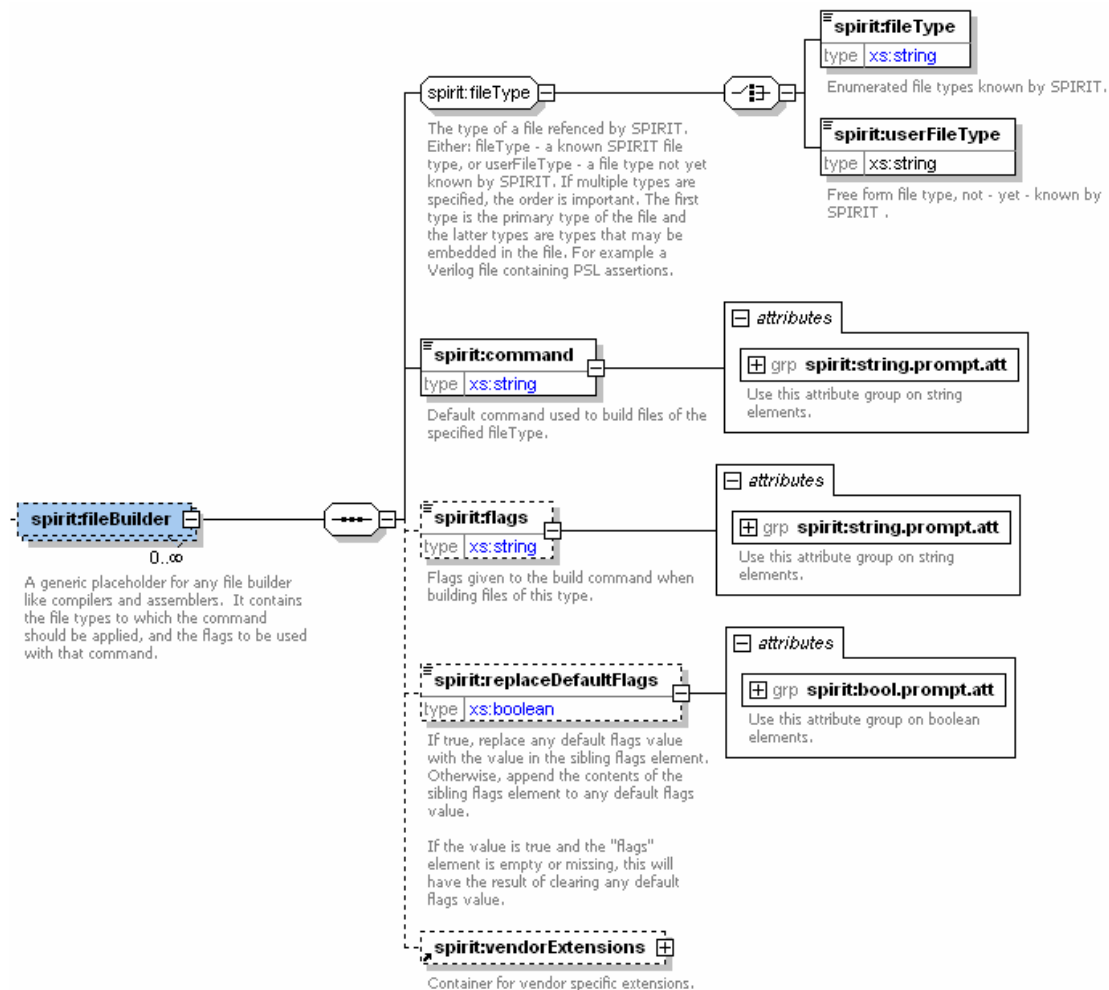 spirit:fileType
type xs:string
Enumerated file types known by SPIRIT.
spirit:fileType
The type of a file refenced by SPIRIT.
Either: fileType - a known SPIRIT file
type, or userFileType - a file type not yet
known by SPIRIT. If multiple types are
specified, the order is important. The first
type is the primary type of the file and
the latter types are types that may be
embedded in the file. For example a
Verilog file containing PSL assertions.
spirit:userFileType
type xs:string
Free form file type, not - yet - known by
SPIRIT .
spirit:command
type xs:string
Default command used to build files of the
specified fileType.
attributes
grp spirit:string.prompt.att
Use this attribute group on string
elements.
spirit:fileBuilder
0..∞
A generic placeholder for any file builder
like compilers and assemblers. It contains
the file types to which the command
should be applied, and the flags to be used
with that command.
spirit:flags
type xs:string
Flags given to the build command when
building files of this type.
attributes
grp spirit:string.prompt.att
Use this attribute group on string
elements.
spirit:replaceDefaultFlags
type xs:boolean
If true, replace any default flags value
with the value in the sibling flags element.
Otherwise, append the contents of the
sibling flags element to any default flags
value.
If the value is true and the "flags"
element is empty or missing, this will
have the result of clearing any default
flags value.
attributes
grp spirit:bool.prompt.att
Use this attribute group on boolean
elements.
spirit:vendorExtensions
Container for vendor specific extensions.